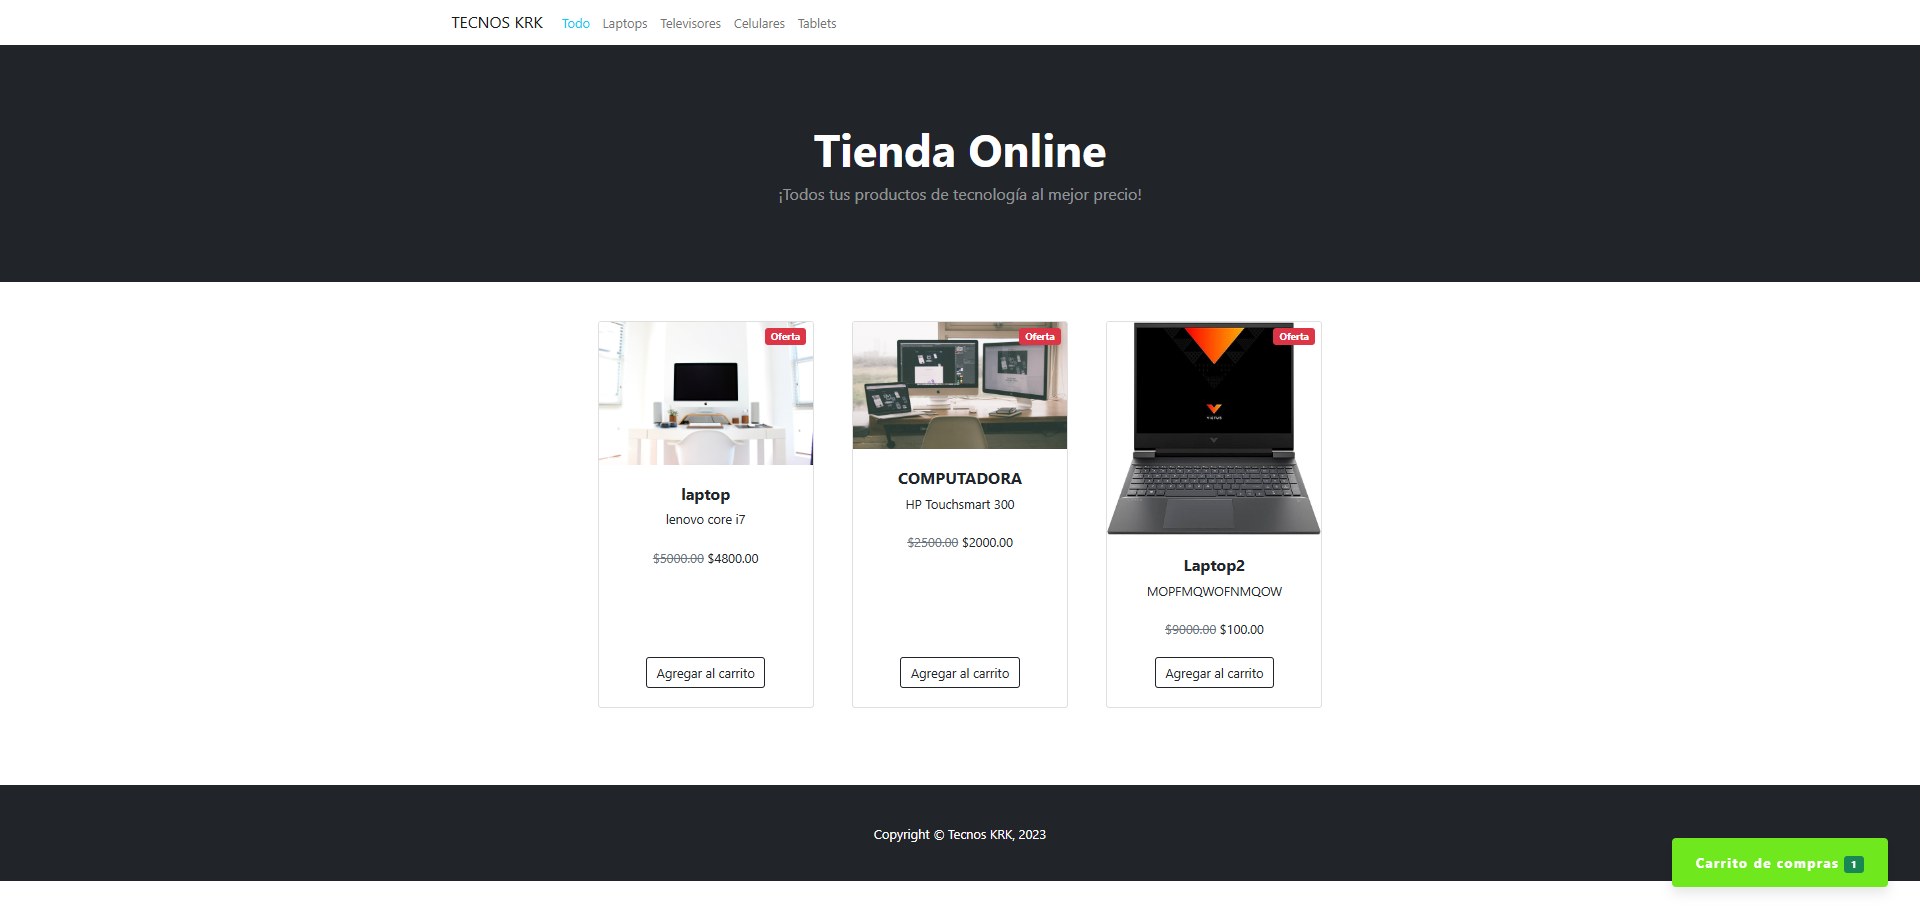 TECNOS KRK Todo Laptops Televisores Celulares Tablets
Tienda Online
¡Todos tus productos de tecnología al mejor precio!
Oferta
laptop
lenovo core i7
$5000.00 $4800.00
Agregar al carrito
Oferta
COMPUTADORA
HP Touchsmart 300
$2500.00 $2000.00
Agregar al carrito
Oferta
VICTUS
Laptop2
MOPFMQWOFNMQOW
$9000.00 $100.00
Agregar al carrito
Copyright © Tecnos KRK, 2023
Carrito de compras 1